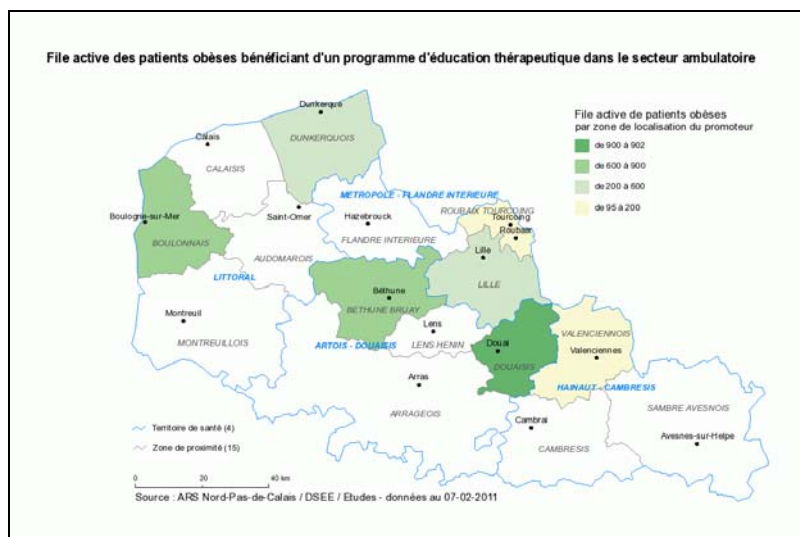 File active des patients obèses bénéficiant d'un programme d'éducation thérapeutique dans le secteur ambulatoire
Dunkerque
DUNKERQUOIS
Calais
CALAISIS
File active de patients obèses
par zone de localisation du promoteur
de 900 à 902
de 600 à 900
de 200 à 600
de 95 à 200
METROPOLE - FLANDRE INTERIEURE
Saint-Omer
Hazebrouck
ROUBAIX TOURCOING
Tourcoing
Roubaix
Boulogne-sur-Mer
BOULONNAIS
FLANDRE INTERIEURE
Lille
AUDOMAROIS
LITTORAL
LILLE
Béthune
BETHUNE BRUAY
Montreuil
MONTREUILLOIS
ARTOIS - DOUAISIS
Lens
LENS HENIN
Douai
DOUAISIS
VALENCIENNOIS
Valenciennes
Arras
ARRAGEOIS
HAINAUT - CAMBRESIS
SAMBRE AVESNOIS
Cambrai
CAMBRESIS
Avesnes-sur-Helpe
Territoire de santé (4)
Zone de proximité (15)
0 20 40 km
Source : ARS Nord-Pas-de-Calais / DSEE / Etudes - données au 07-02-2011